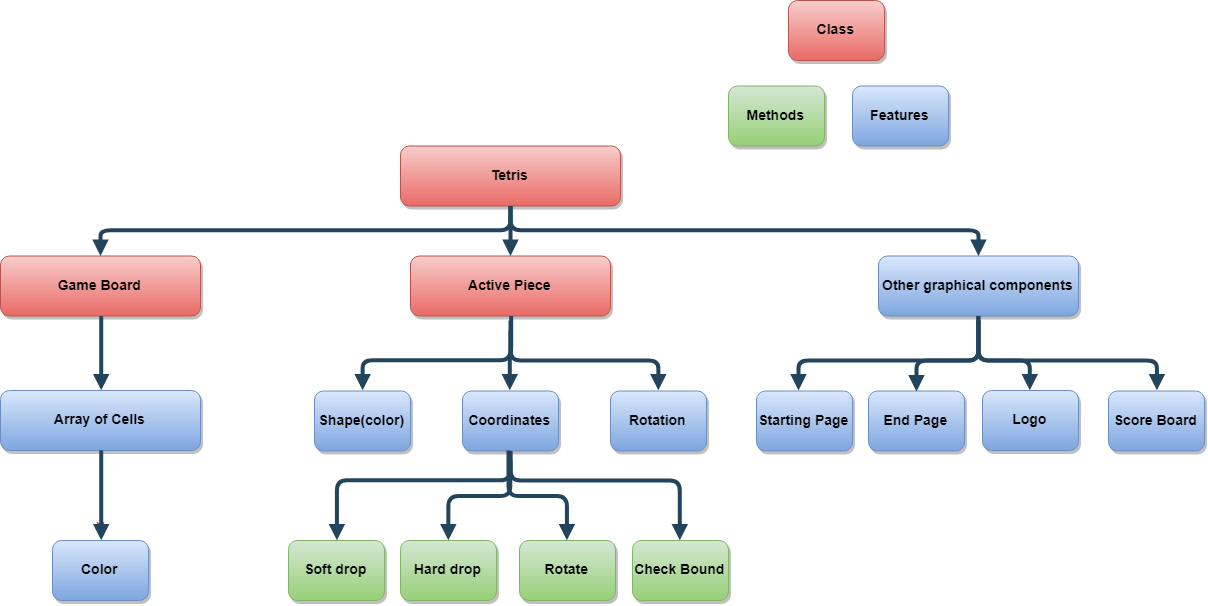 Class
Methods
Features
Tetris
Game Board
Active Piece
Other graphical components
Array of Cells
Shape(color)
Coordinates
Rotation
Starting Page
End Page
Logo
Score Board
Color
Soft drop
Hard drop
Rotate
Check Bound